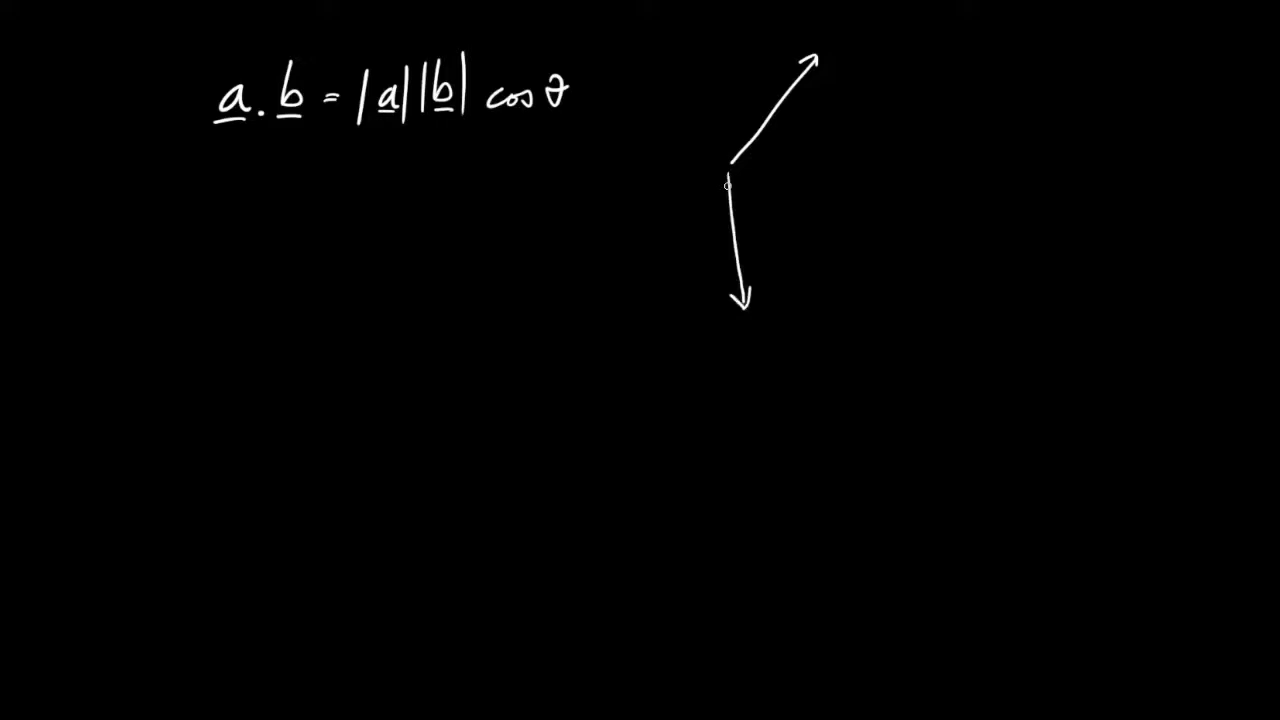 a . b = |a| |b| cos θ